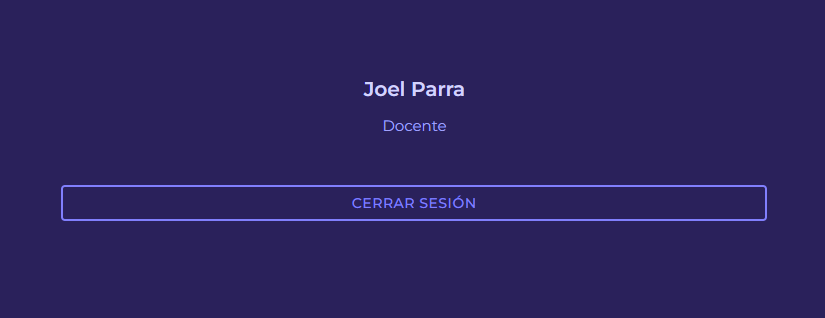 Joel Parra
Docente
CERRAR SESIÓN